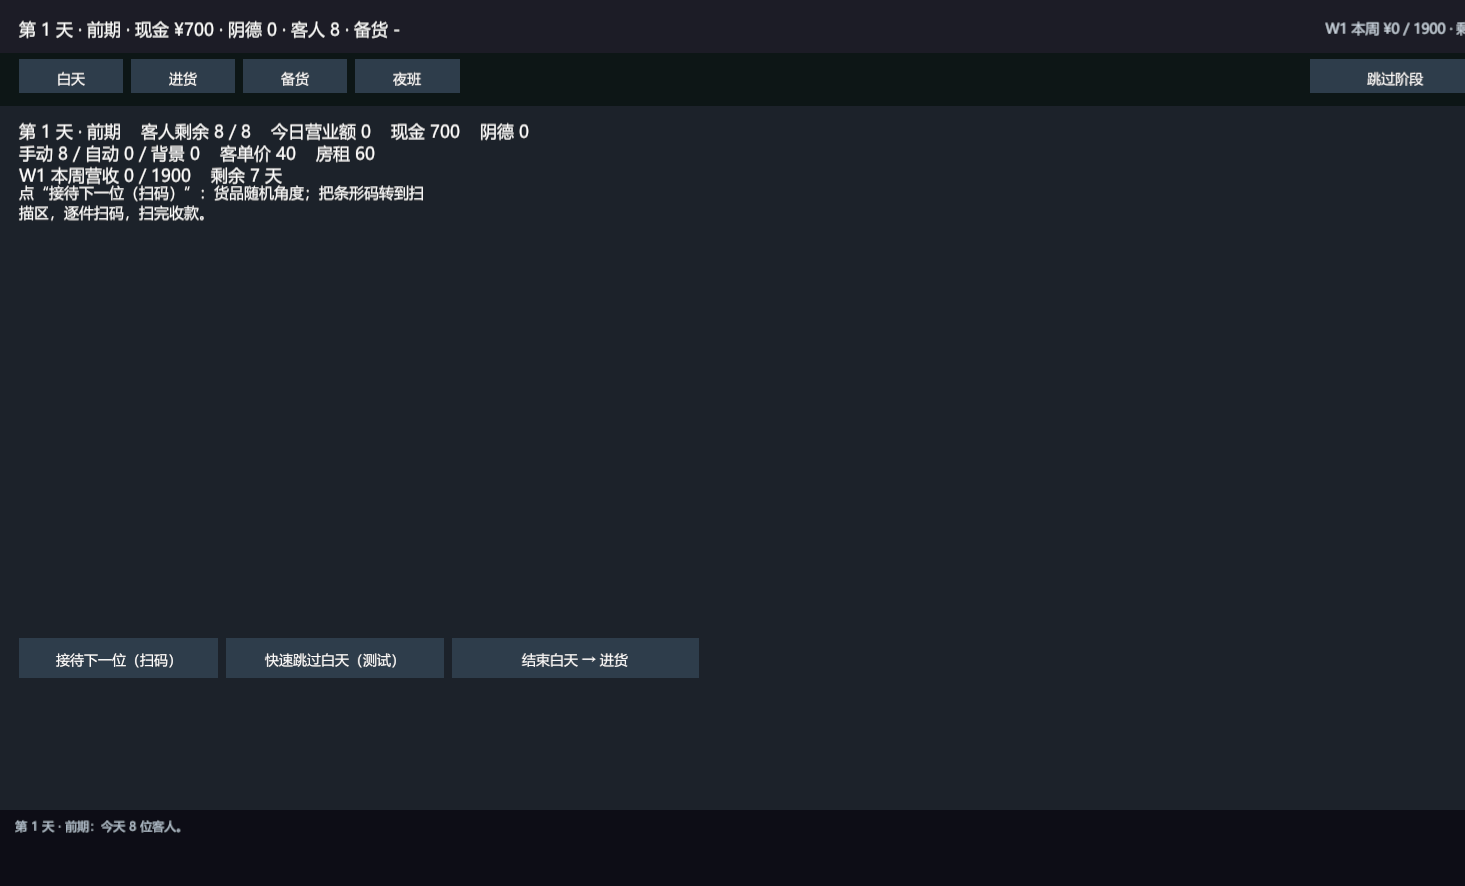 第 1 天 · 前期 · 现金 ¥700 · 阴德 0 · 客人 8 · 备货 -
W1 本周 ¥0 / 1900 ·
白天 进货 备货 夜班 跳过阶段
第 1 天 · 前期 客人剩余 8 / 8 今日营业额 0 现金 700 阴德 0
手动 8 / 自动 0 / 背景 0 客单价 40 房租 60
W1 本周营收 0 / 1900 剩余 7 天
点“接待下一位（扫码）”：货品随机角度；把条形码转到扫
描区，逐件扫码，扫完收款。
接待下一位（扫码） 快速跳过白天（测试） 结束白天 → 进货
第 1 天 · 前期：今天 8 位客人。